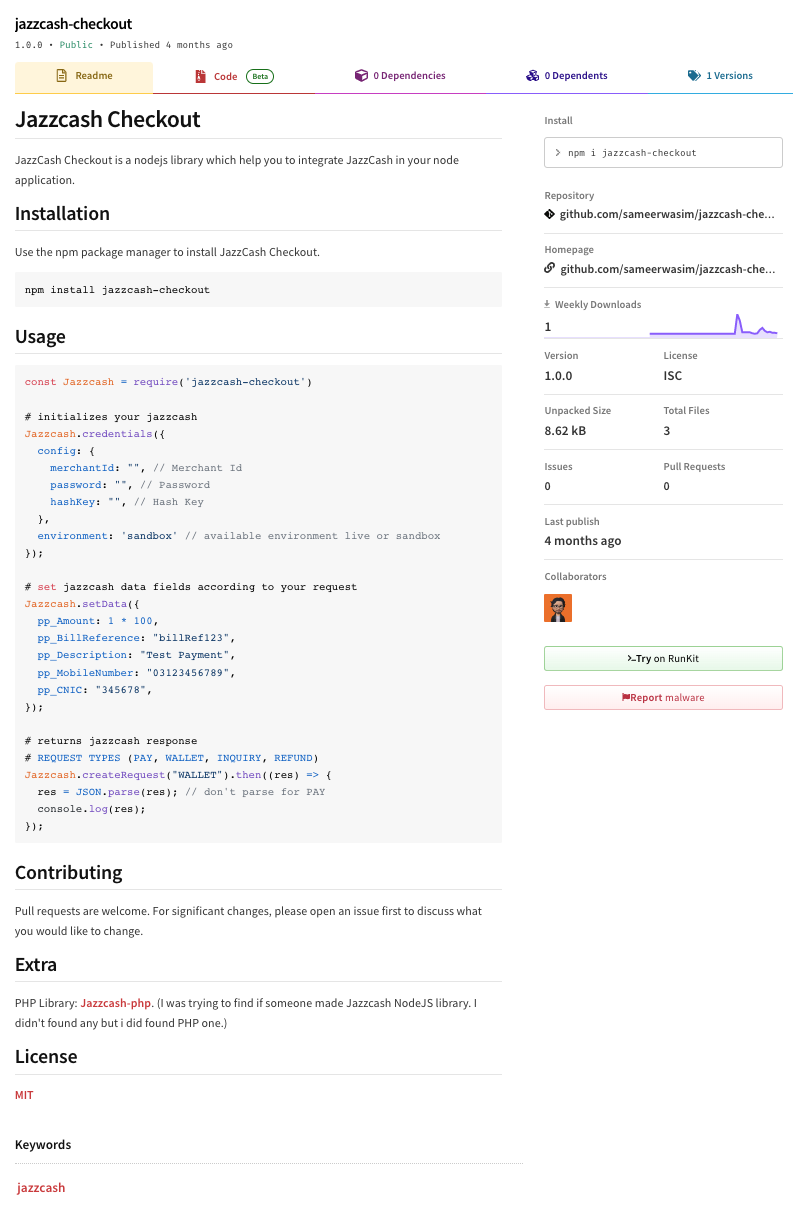 jazzcash-checkout
1.0.0 • Public • Published 4 months ago
Readme
Code Beta
0 Dependencies
0 Dependents
1 Versions
Jazzcash Checkout
JazzCash Checkout is a nodejs library which help you to integrate JazzCash in your node
application.
Installation
Use the npm package manager to install JazzCash Checkout.
npm install jazzcash-checkout
Usage
const Jazzcash = require('jazzcash-checkout')
# initializes your jazzcash
Jazzcash.credentials({
  config: {
    merchantId: "", // Merchant Id
    password: "", // Password
    hashKey: "", // Hash Key
  },
  environment: 'sandbox' // available environment live or sandbox
});
# set jazzcash data fields according to your request
Jazzcash.setData({
  pp_Amount: 1 * 100,
  pp_BillReference: "billRef123",
  pp_Description: "Test Payment",
  pp_MobileNumber: "03123456789",
  pp_CNIC: "345678",
});
# returns jazzcash response
# REQUEST TYPES (PAY, WALLET, INQUIRY, REFUND)
Jazzcash.createRequest("WALLET").then((res) => {
  res = JSON.parse(res); // don't parse for PAY
  console.log(res);
});
Contributing
Pull requests are welcome. For significant changes, please open an issue first to discuss what
you would like to change.
Extra
PHP Library: Jazzcash-php. (I was trying to find if someone made Jazzcash NodeJS library. I
didn't found any but i did found PHP one.)
License
MIT
Keywords
jazzcash
Install
npm i jazzcash-checkout
Repository
github.com/sameerwasim/jazzcash-che...
Homepage
github.com/sameerwasim/jazzcash-che...
Weekly Downloads
1
Version
1.0.0
License
ISC
Unpacked Size
8.62 kB
Total Files
3
Issues
0
Pull Requests
0
Last publish
4 months ago
Collaborators
Try on RunKit
Report malware